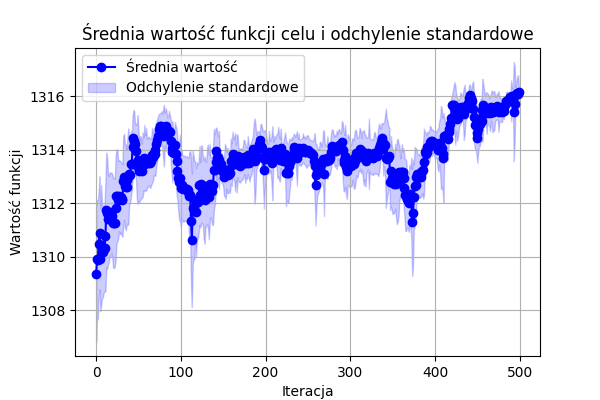 Średnia wartość funkcji celu i odchylenie standardowe
Średnia wartość
Odchylenie standardowe
Wartość funkcji
1316
1314
1312
1310
1308
0 100 200 300 400 500
Iteracja